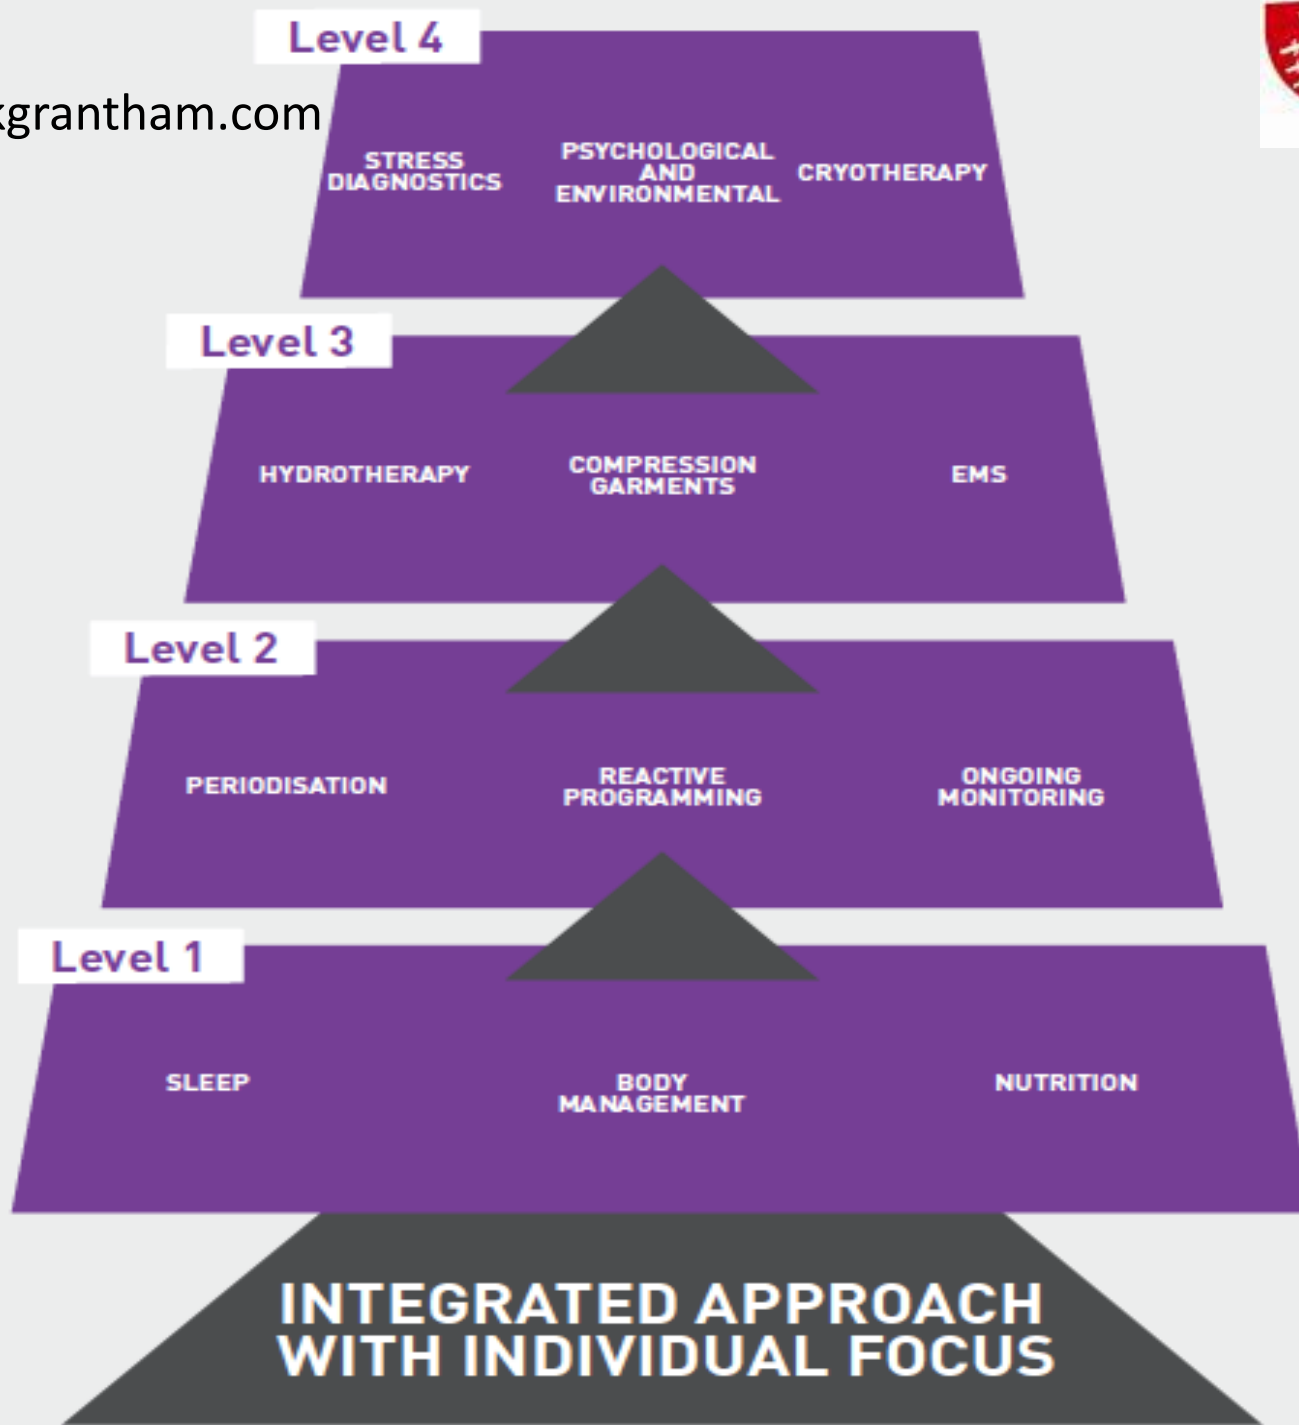 Level 4
kgrantham.com
STRESS
DIAGNOSTICS
PSYCHOLOGICAL
AND
ENVIRONMENTAL
CRYOTHERAPY
Level 3
HYDROTHERAPY
COMPRESSION
GARMENTS
EMS
Level 2
PERIODISATION
REACTIVE
PROGRAMMING
ONGOING
MONITORING
Level 1
SLEEP
BODY
MANAGEMENT
NUTRITION
INTEGRATED APPROACH
WITH INDIVIDUAL FOCUS